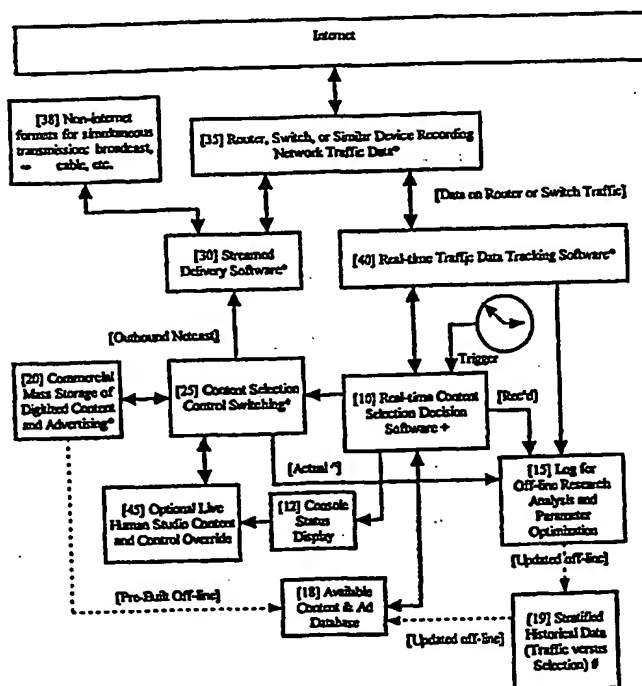 Internet
[38] Non-internet
formats for simultaneous
transmission: broadcast,
cable, etc.
[35] Router, Switch, or Similar Device Recording
Network Traffic Data*
[Data on Router or Switch Traffic]
[30] Streamed
Delivery Software*
[40] Real-time Traffic Data Tracking Software*
[Outbound Netcast]
Trigger
[20] Commercial
Mass Storage of
Digitized Content
and Advertising*
[25] Content Selection
Control Switching*
[10] Real-time Content
Selection Decision
Software +
[Rec'd]
[Actual ^]
[15] Log for
Off-line Research
Analysis and
Parameter
Optimization
[45] Optional Live
Human Studio Content
and Control Override
[12] Console
Status
Display
[Updated off-line]
[Pre-Built Off-line]
[18] Available
Content & Ad
Database
[Updated off-line]
[19] Stratified
Historical Data
(Traffic versus
Selection) #